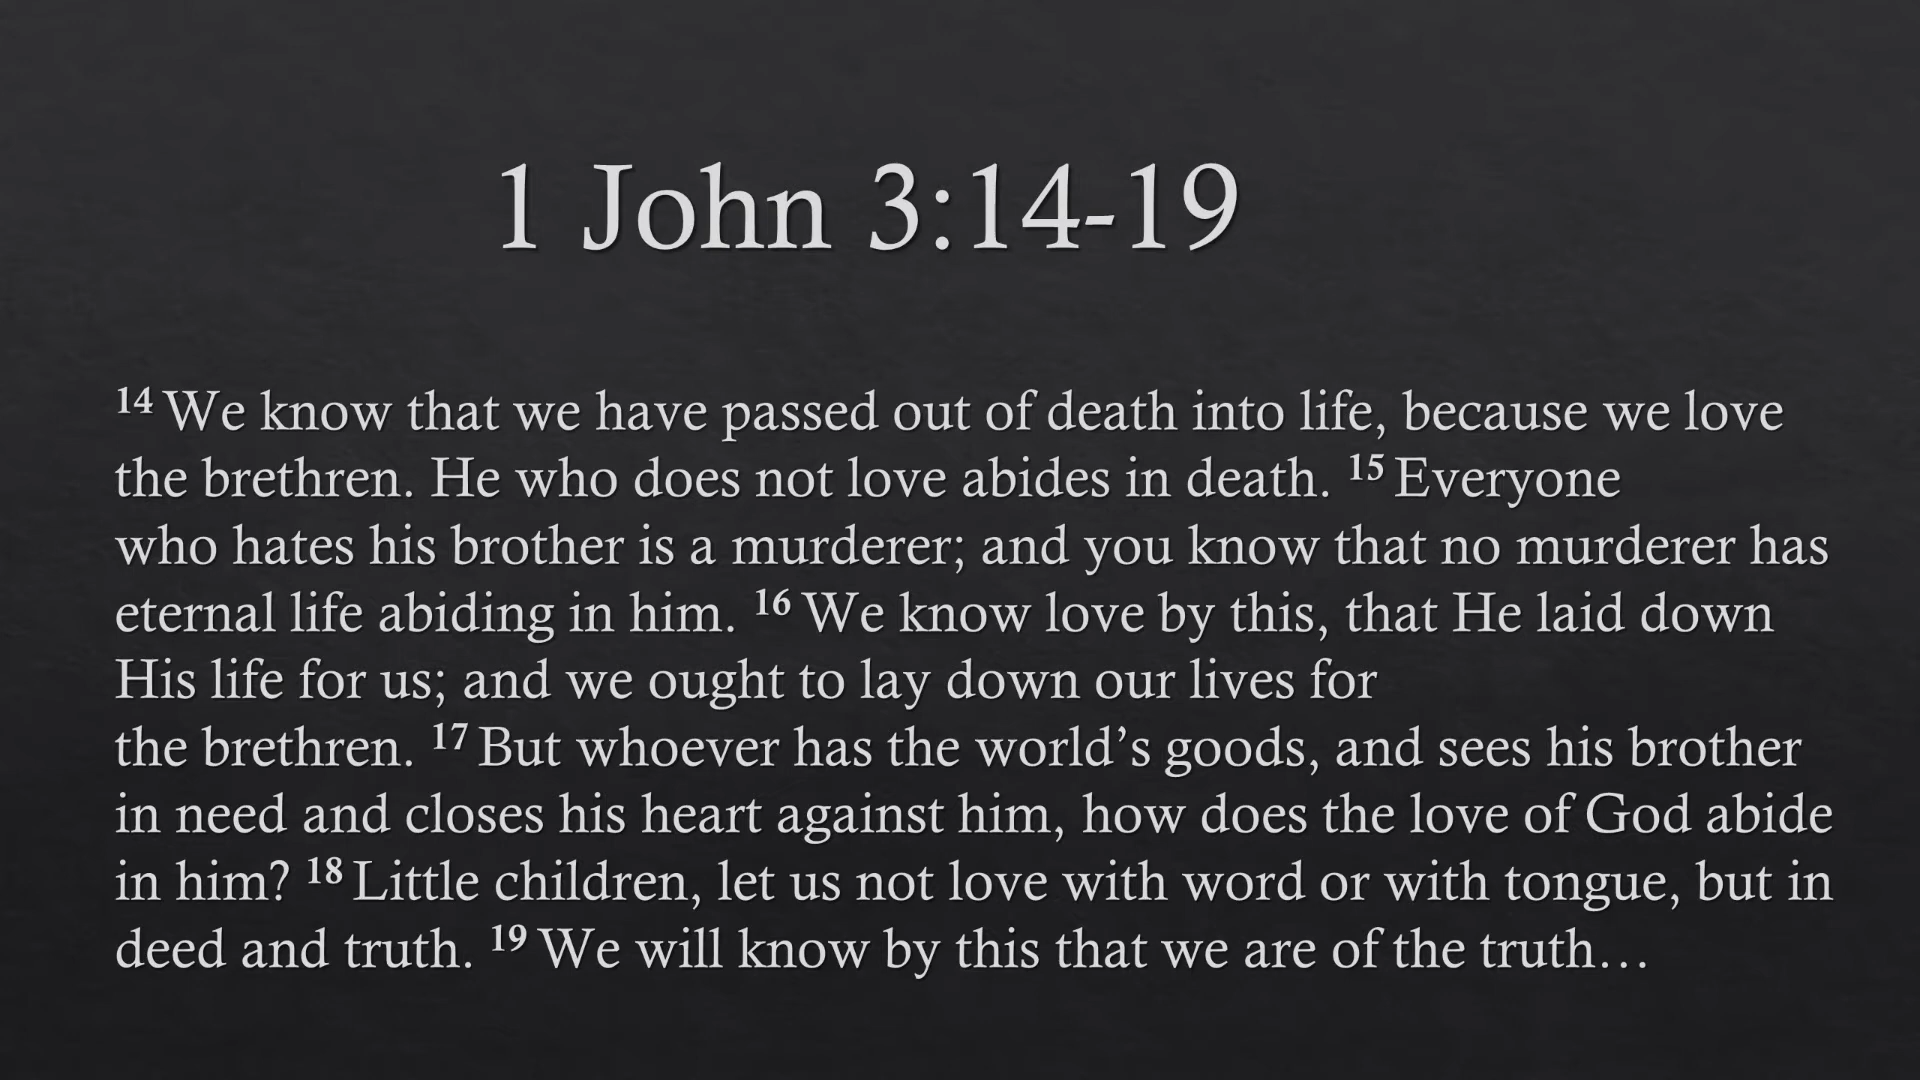 1 John 3:14-19
14 We know that we have passed out of death into life, because we love
the brethren. He who does not love abides in death. 15 Everyone
who hates his brother is a murderer; and you know that no murderer has
eternal life abiding in him. 16 We know love by this, that He laid down
His life for us; and we ought to lay down our lives for
the brethren. 17 But whoever has the world’s goods, and sees his brother
in need and closes his heart against him, how does the love of God abide
in him? 18 Little children, let us not love with word or with tongue, but in
deed and truth. 19 We will know by this that we are of the truth…